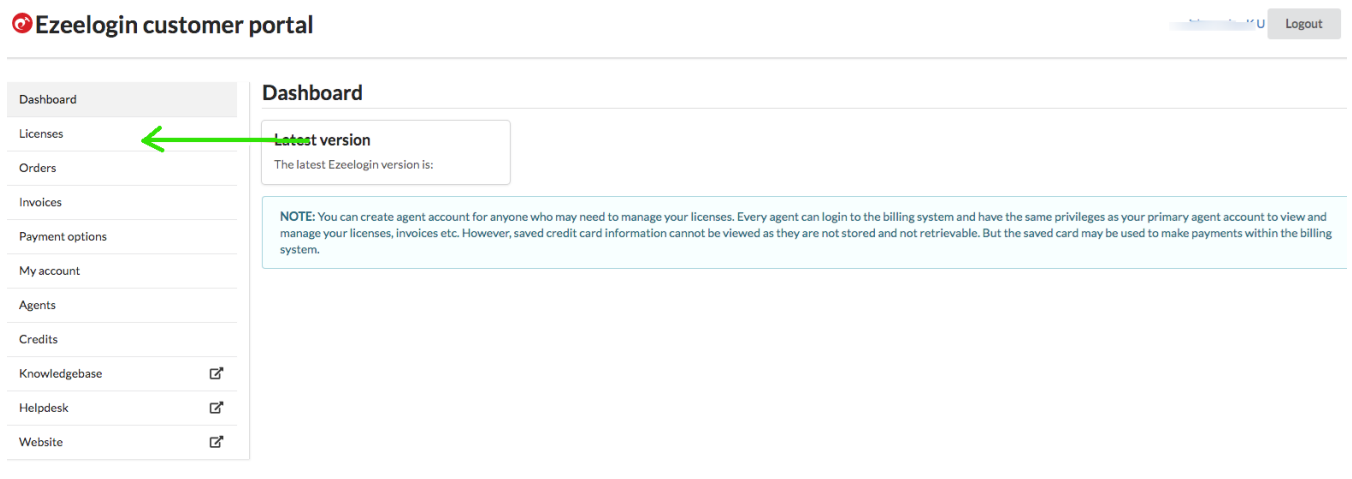 Ezeelogin customer portal
Logout
Dashboard
Licenses
Orders
Invoices
Payment options
My account
Agents
Credits
Knowledgebase
Helpdesk
Website
Dashboard
Latest version
The latest Ezeelogin version is:
NOTE: You can create agent account for anyone who may need to manage your licenses. Every agent can login to the billing system and have the same privileges as your primary agent account to view and
manage your licenses, invoices etc. However, saved credit card information cannot be viewed as they are not stored and not retrievable. But the saved card may be used to make payments within the billing
system.